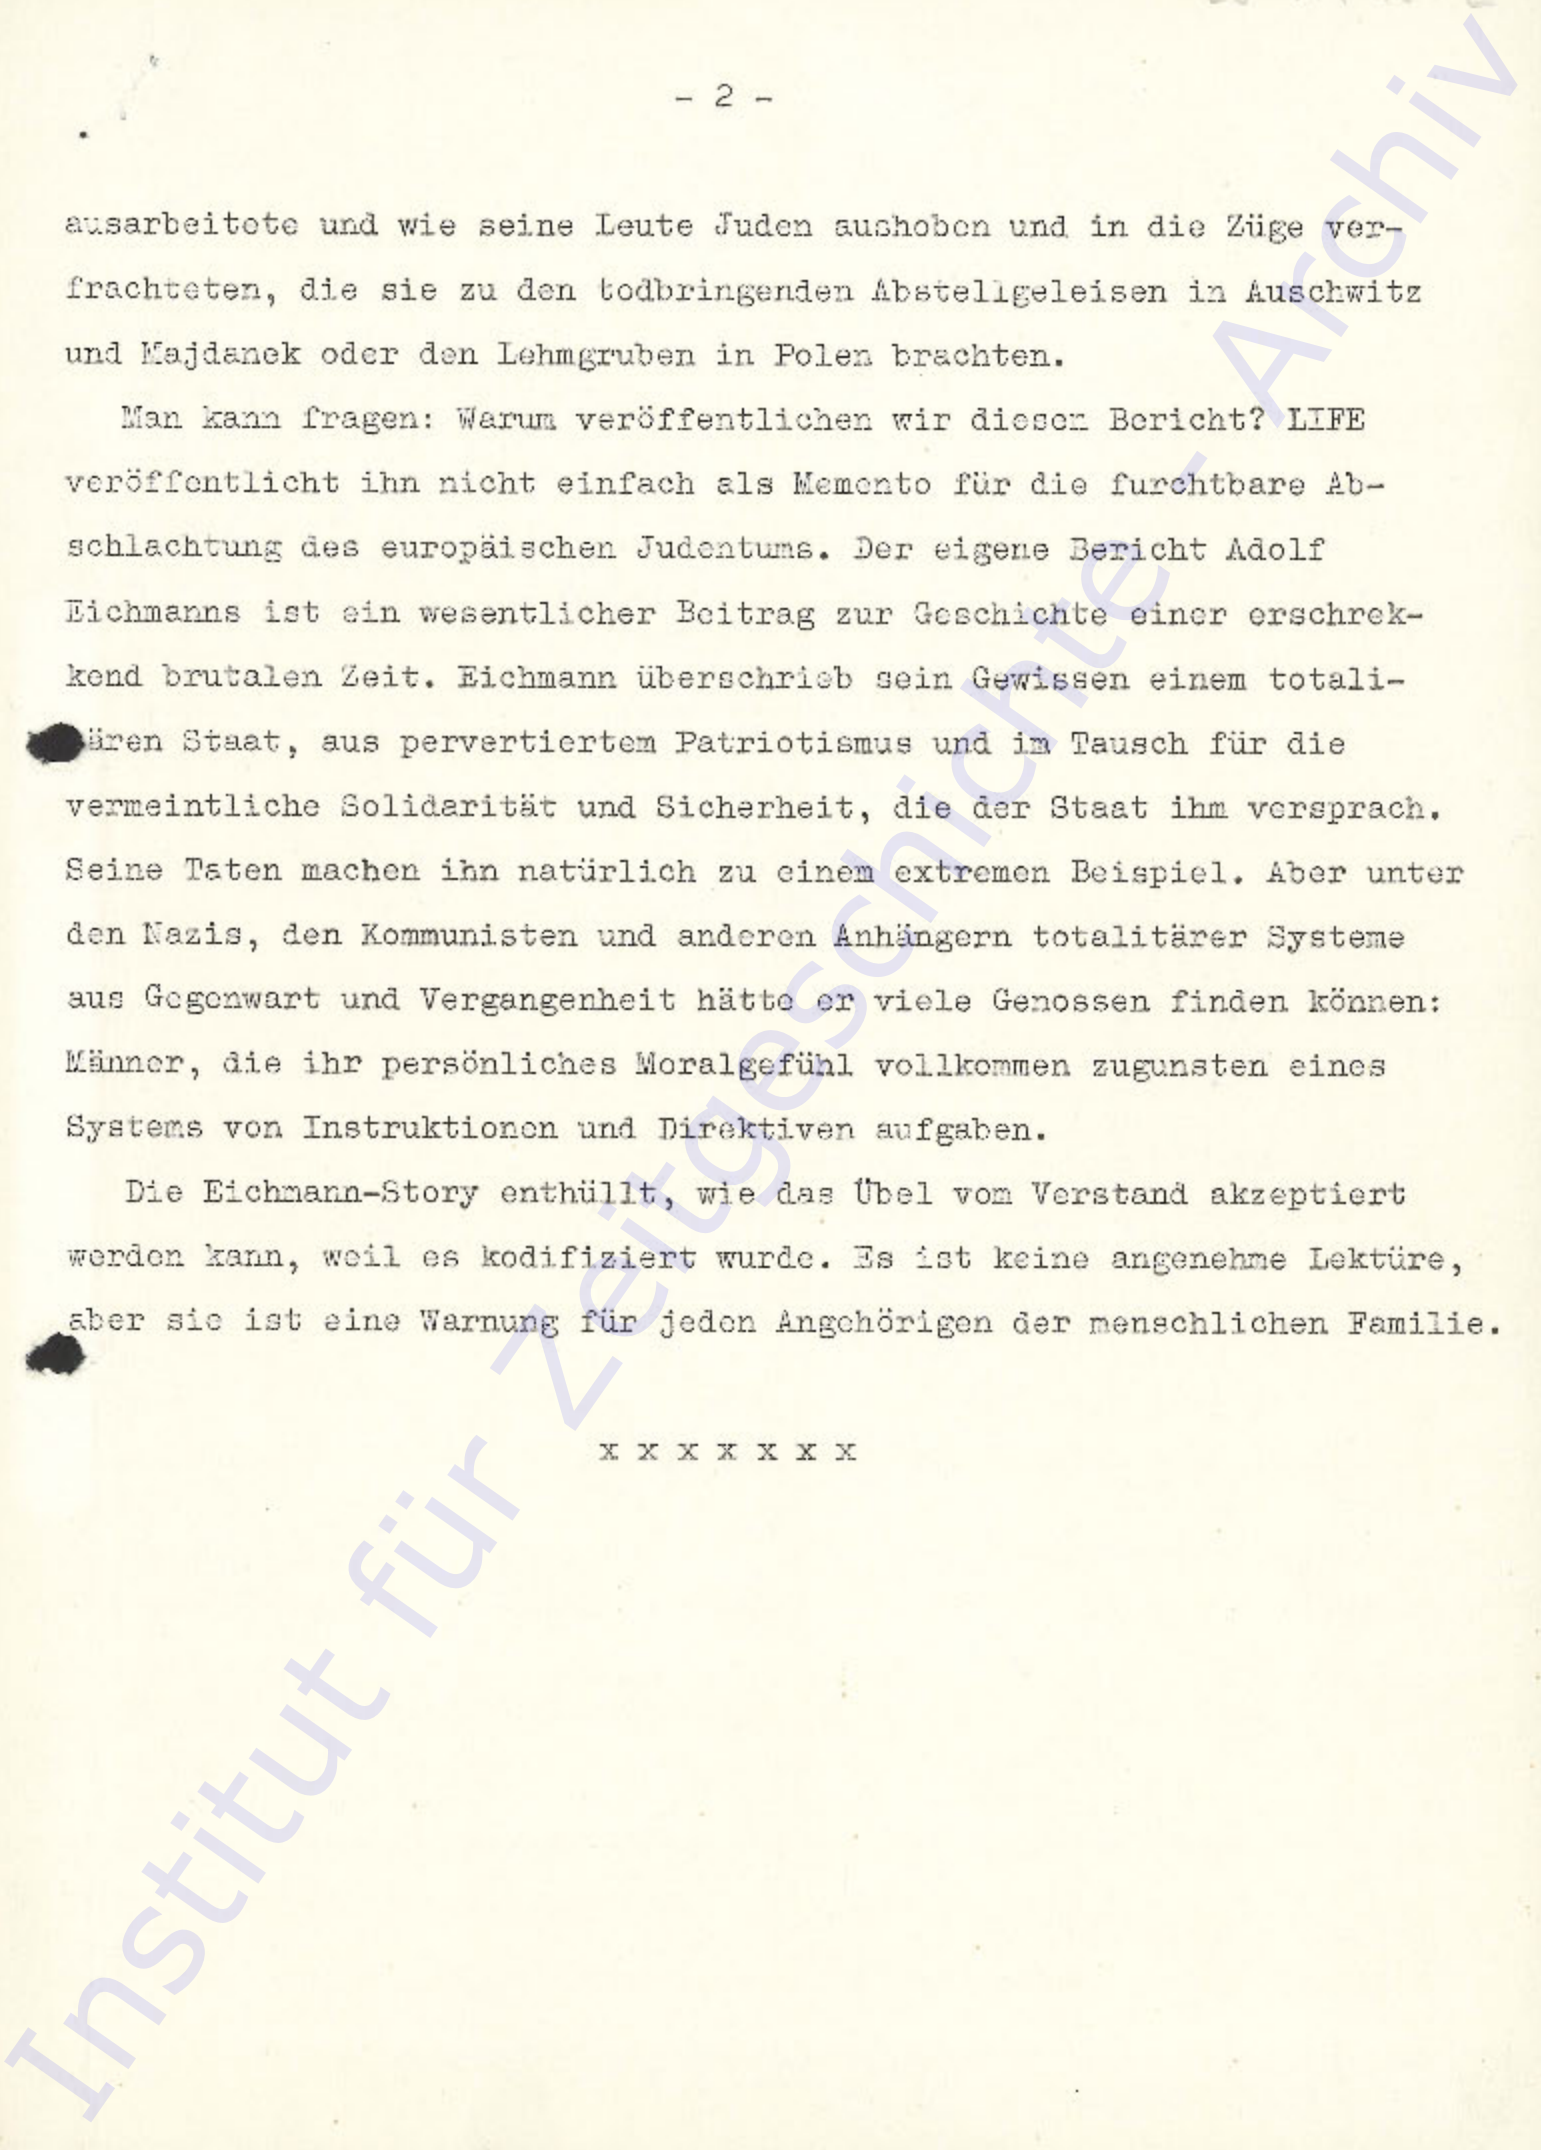 - 2 -
ausarbeitete und wie seine Leute Juden aushoben und in die Züge ver-
frachteten, die sie zu den todbringenden Abstellgeleisen in Auschwitz
und Majdanek oder den Lehmgruben in Polen brachten.
Man kann fragen: Warum veröffentlichen wir diesen Bericht? LIFE
veröffentlicht ihn nicht einfach als Memento für die furchtbare Ab-
schlachtung des europäischen Judentums. Der eigene Bericht Adolf
Eichmanns ist ein wesentlicher Beitrag zur Geschichte einer erschrek-
kend brutalen Zeit. Eichmann überschrieb sein Gewissen einem totali-
ären Staat, aus pervertiertem Patriotismus und im Tausch für die
vermeintliche Solidarität und Sicherheit, die der Staat ihm versprach.
Seine Taten machen ihn natürlich zu einem extremen Beispiel. Aber unter
den Nazis, den Kommunisten und anderen Anhängern totalitärer Systeme
aus Gegenwart und Vergangenheit hätte er viele Genossen finden können:
Männer, die ihr persönliches Moralgefühl vollkommen zugunsten eines
Systems von Instruktionen und Direktiven aufgaben.
Die Eichmann-Story enthüllt, wie das Übel vom Verstand akzeptiert
werden kann, weil es kodifiziert wurde. Es ist keine angenehme Lektüre,
aber sie ist eine Warnung für jeden Angehörigen der menschlichen Familie.
x x x x x x x
Institut für Zeitgeschichte - Archiv